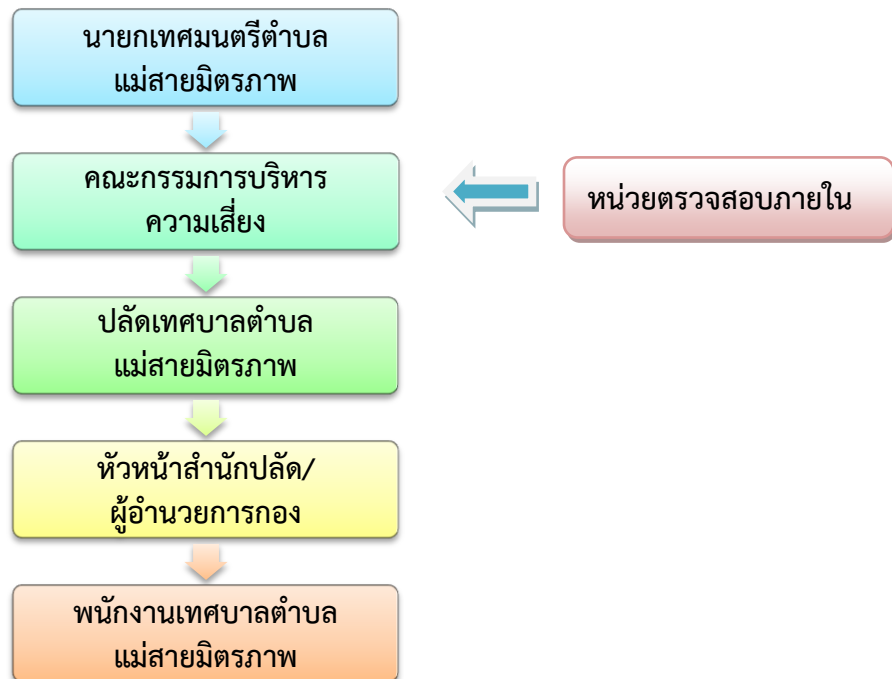 นายกเทศมนตรีตำบล
แม่สายมิตรภาพ
คณะกรรมการบริหาร
ความเสี่ยง
หน่วยตรวจสอบภายใน
ปลัดเทศบาลตำบล
แม่สายมิตรภาพ
หัวหน้าสำนักปลัด/
ผู้อำนวยการกอง
พนักงานเทศบาลตำบล
แม่สายมิตรภาพ